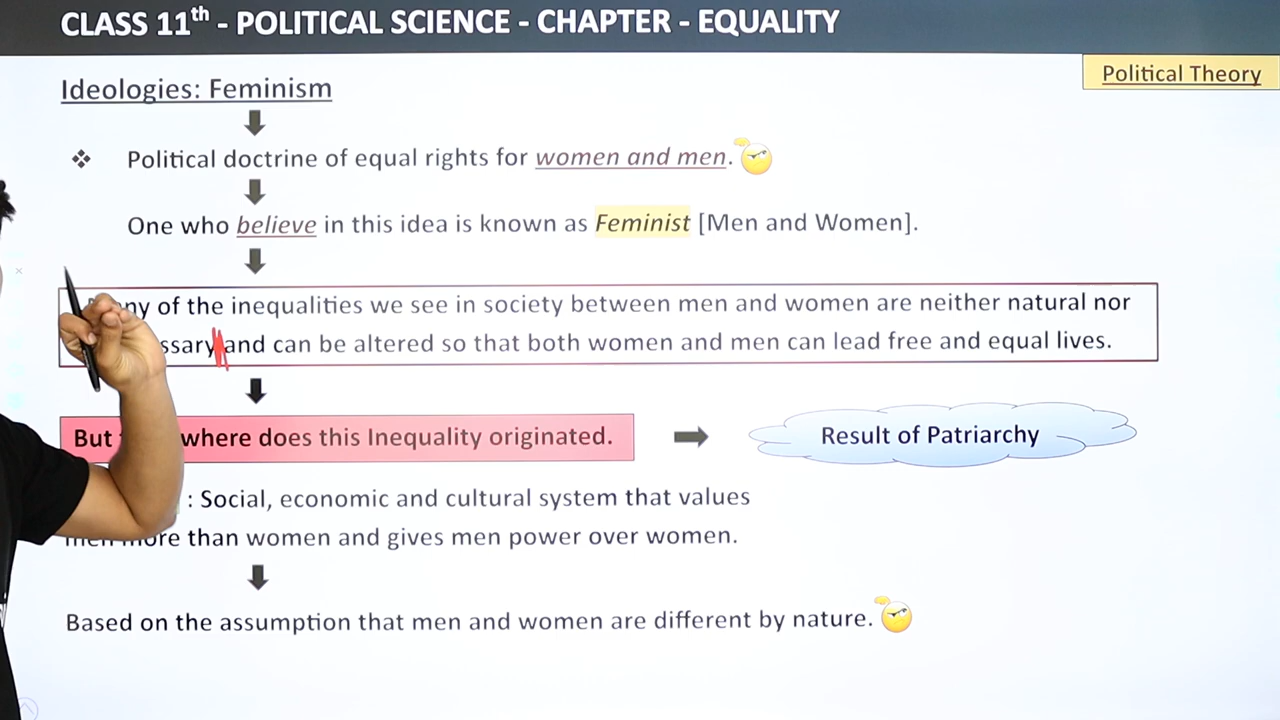 CLASS 11th - POLITICAL SCIENCE - CHAPTER - EQUALITY
Political Theory
Ideologies: Feminism
❖ Political doctrine of equal rights for women and men.
One who believe in this idea is known as Feminist [Men and Women].
of the inequalities we see in society between men and women are neither natural nor
and can be altered so that both women and men can lead free and equal lives.
But where does this Inequality originated.
Result of Patriarchy
: Social, economic and cultural system that values
than women and gives men power over women.
Based on the assumption that men and women are different by nature.